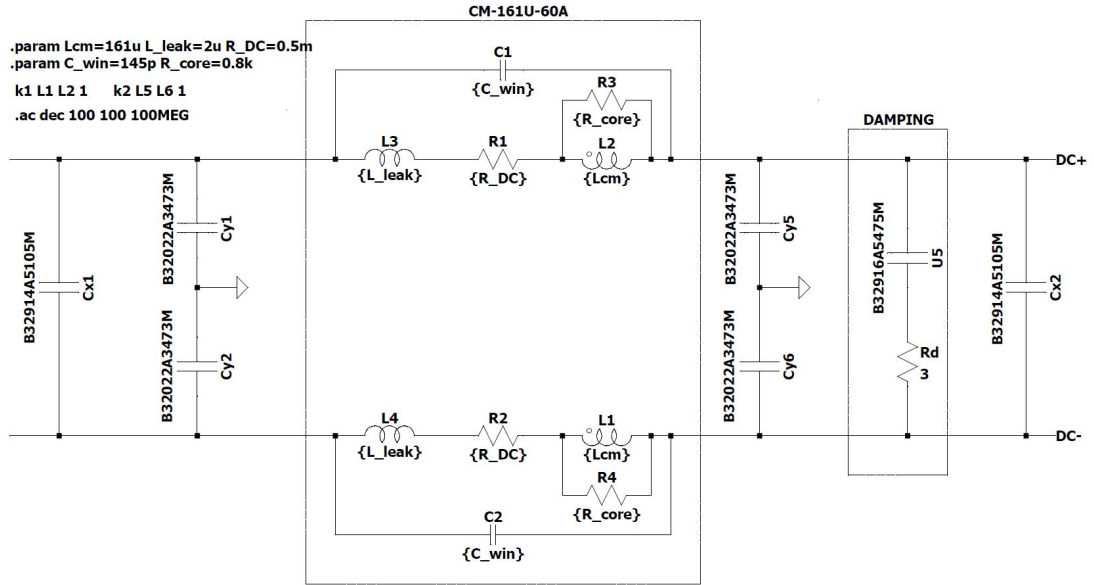 CM-161U-60A
.param Lcm=161u L_leak=2u R_DC=0.5m
.param C_win=145p R_core=0.8k
k1 L1 L2 1 k2 L5 L6 1
.ac dec 100 100 100MEG
C1
{C_win}
R3
{R_core}
L3
{L_leak}
R1
{R_DC}
L2
{Lcm}
DAMPING
DC+
B32914A5105M
Cx1
B32022A3473M
Cy1
B32022A3473M
Cy2
B32022A3473M
Cy5
B32022A3473M
Cy6
B32916A5475M
U5
Rd
3
B32914A5105M
Cx2
L4
{L_leak}
R2
{R_DC}
L1
{Lcm}
R4
{R_core}
C2
{C_win}
DC-